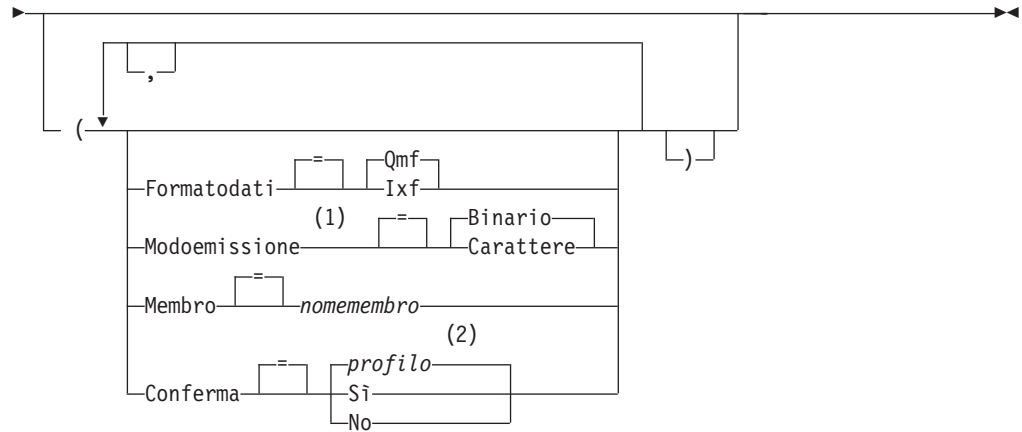 ,
(
)
Formatodati = Qmf
Ixf
(1)
Modoemissione = Binario
Carattere
Membro = nomemembro
(2)
Conferma = profilo
Sì
No